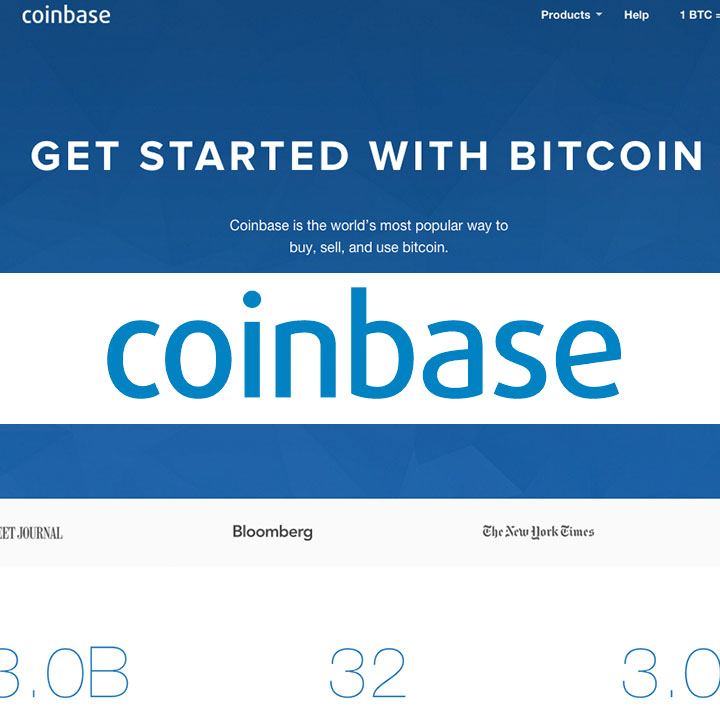 coinbase
Products
Help
1 BTC =
GET STARTED WITH BITCOIN
Coinbase is the world's most popular way to
buy, sell, and use bitcoin.
coinbase
EET JOURNAL
Bloomberg
The New York Times
3.0B
32
3.0